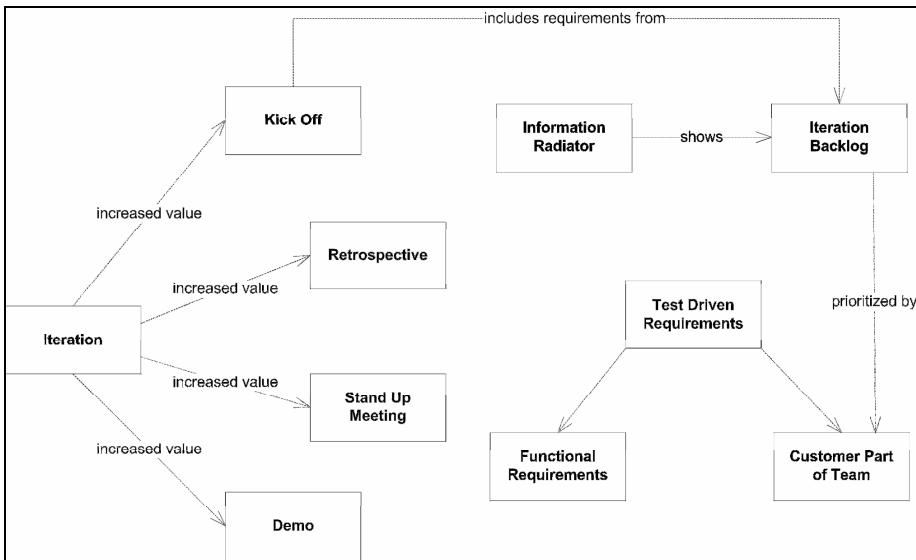 includes requirements from
Kick Off
Information
Radiator
shows
Iteration
Backlog
increased value
Retrospective
increased value
Test Driven
Requirements
prioritized by
Iteration
increased value
Stand Up
Meeting
increased value
Functional
Requirements
Customer Part
of Team
Demo